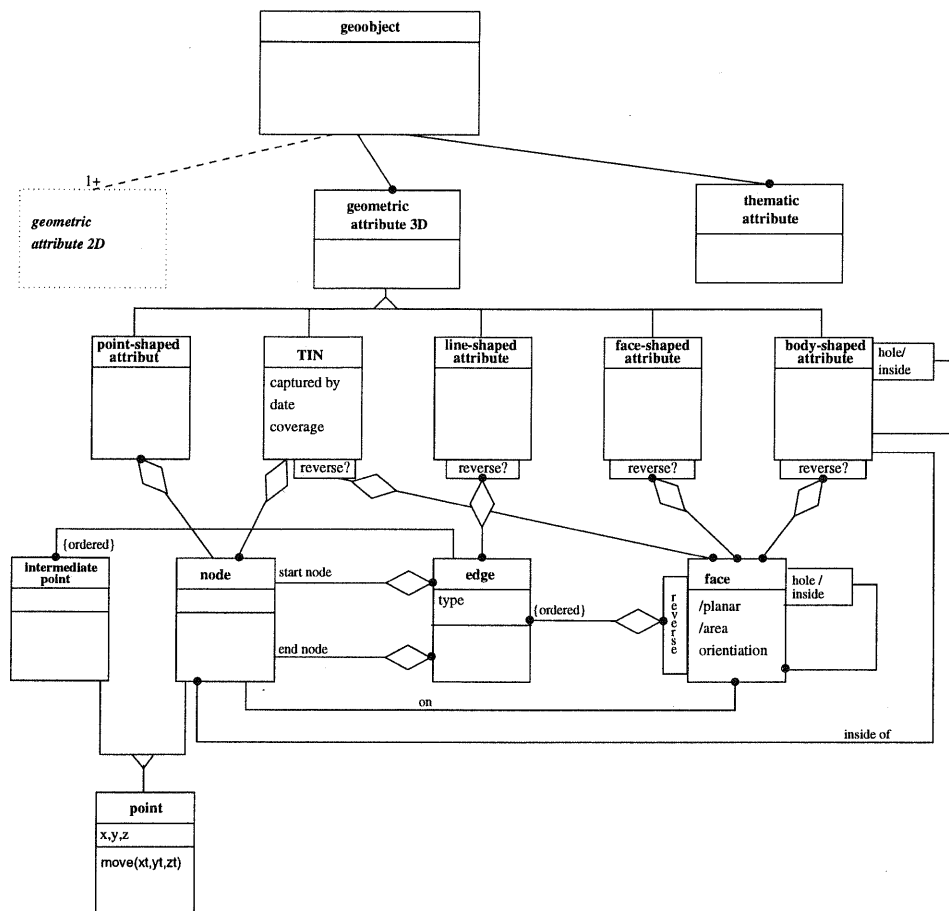 geoobject
1+
geometric
attribute 2D
geometric
attribute 3D
thematic
attribute
point-shaped
attribut
TIN
captured by
date
coverage
reverse?
line-shaped
attribute
reverse?
face-shaped
attribute
reverse?
body-shaped
attribute
reverse?
hole/
inside
{ordered}
intermediate
point
node
start node
end node
edge
type
{ordered}
reverse
face
/planar
/area
orientiation
hole /
inside
on
inside of
point
x,y,z
move(xt,yt,zt)